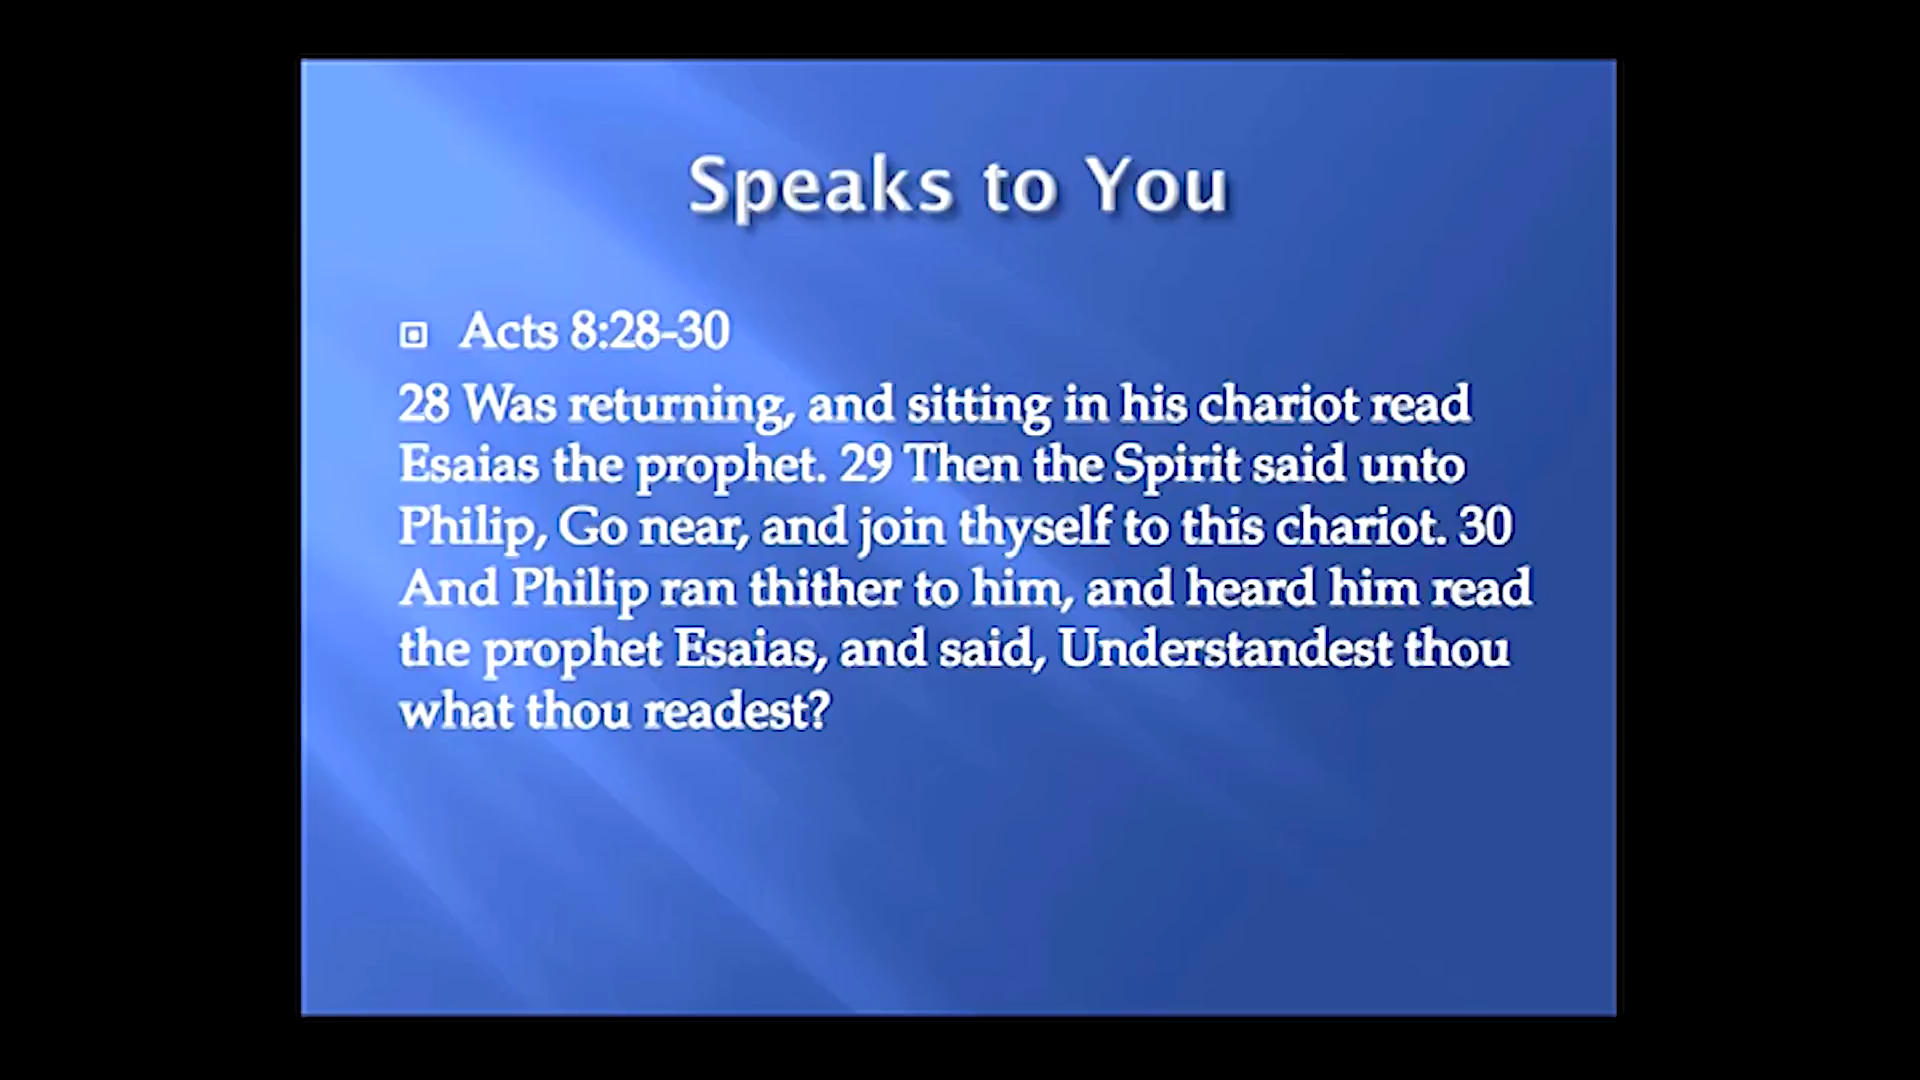 Speaks to You
Acts 8:28-30
28 Was returning, and sitting in his chariot read
Esaias the prophet. 29 Then the Spirit said unto
Philip, Go near, and join thyself to this chariot. 30
And Philip ran thither to him, and heard him read
the prophet Esaias, and said, Understandest thou
what thou readest?